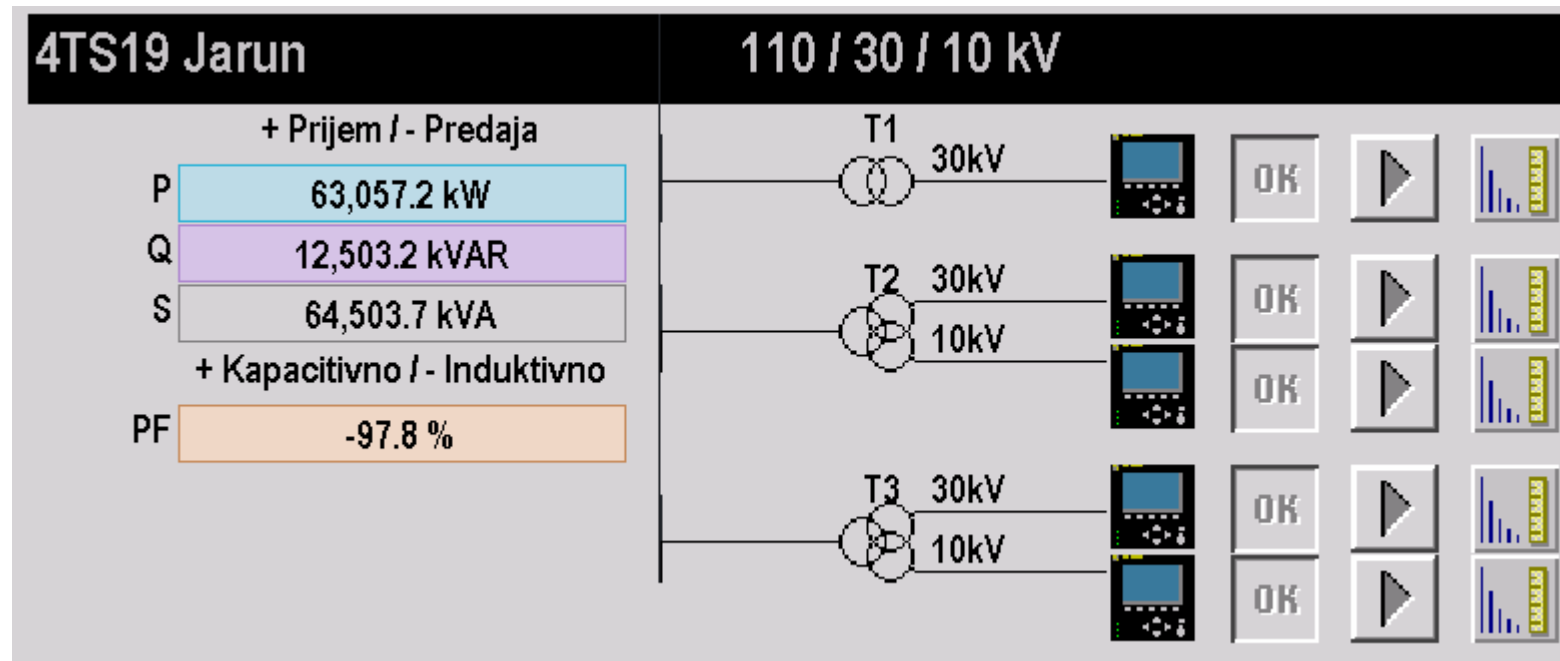 4TS19 Jarun 110 / 30 / 10 kV
+ Prijem / - Predaja
P 63,057.2 kW
Q 12,503.2 kVAR
S 64,503.7 kVA
+ Kapacitivno / - Induktivno
PF -97.8 %
T1
30kV OK
T2 30kV OK
10kV OK
T3 30kV OK
10kV OK